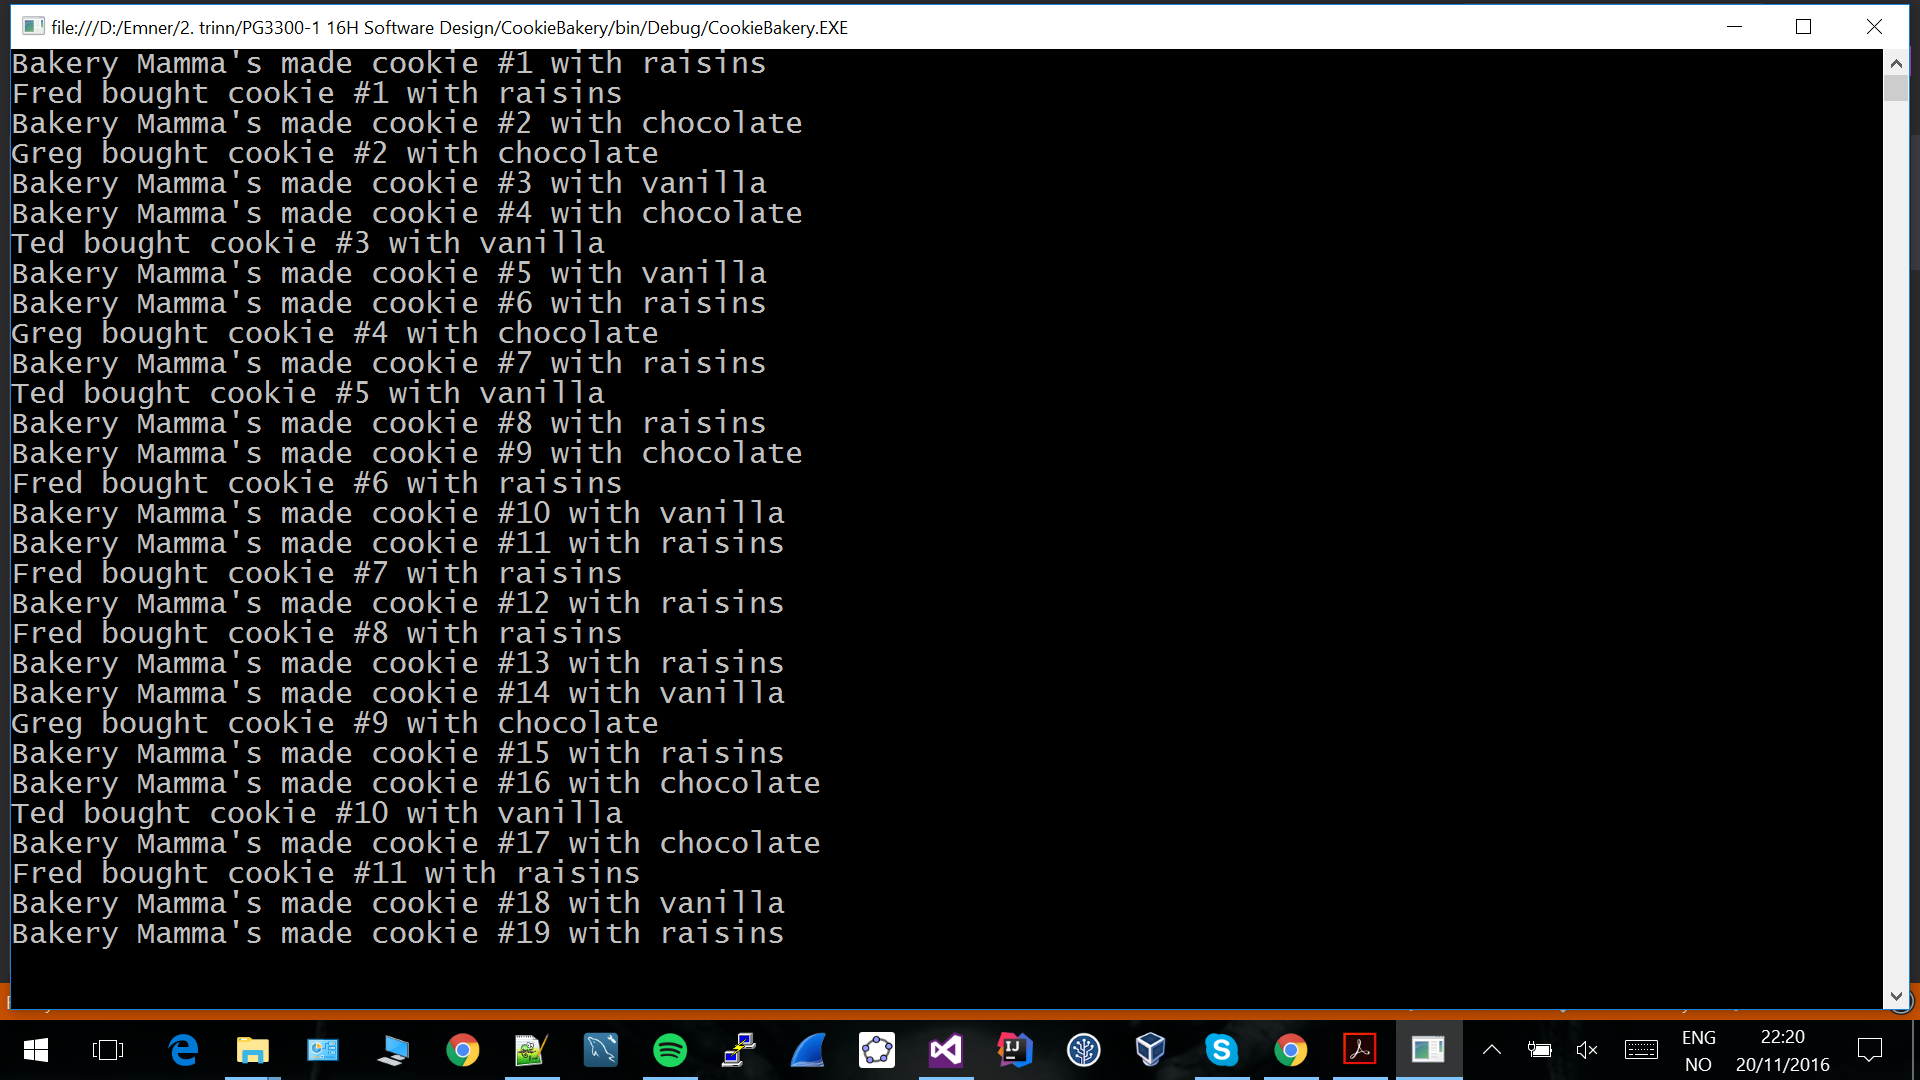 file:///D:/Emner/2. trinn/PG3300-1 16H Software Design/CookieBakery/bin/Debug/CookieBakery.EXE
Bakery Mamma's made cookie #1 with raisins
Fred bought cookie #1 with raisins
Bakery Mamma's made cookie #2 with chocolate
Greg bought cookie #2 with chocolate
Bakery Mamma's made cookie #3 with vanilla
Bakery Mamma's made cookie #4 with chocolate
Ted bought cookie #3 with vanilla
Bakery Mamma's made cookie #5 with vanilla
Bakery Mamma's made cookie #6 with raisins
Greg bought cookie #4 with chocolate
Bakery Mamma's made cookie #7 with raisins
Ted bought cookie #5 with vanilla
Bakery Mamma's made cookie #8 with raisins
Bakery Mamma's made cookie #9 with chocolate
Fred bought cookie #6 with raisins
Bakery Mamma's made cookie #10 with vanilla
Bakery Mamma's made cookie #11 with raisins
Fred bought cookie #7 with raisins
Bakery Mamma's made cookie #12 with raisins
Fred bought cookie #8 with raisins
Bakery Mamma's made cookie #13 with raisins
Bakery Mamma's made cookie #14 with vanilla
Greg bought cookie #9 with chocolate
Bakery Mamma's made cookie #15 with raisins
Bakery Mamma's made cookie #16 with chocolate
Ted bought cookie #10 with vanilla
Bakery Mamma's made cookie #17 with chocolate
Fred bought cookie #11 with raisins
Bakery Mamma's made cookie #18 with vanilla
Bakery Mamma's made cookie #19 with raisins
IJ
S
ENG
NO
22:20
20/11/2016